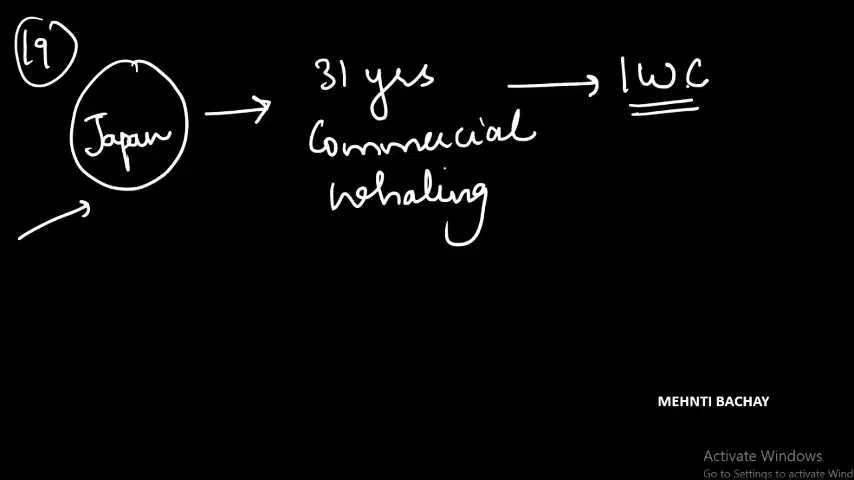 19
Japan
31 yrs
Commercial
Whaling
IWC
MEHNTI BACHAY
Activate Windows
Go to Settings to activate Wind